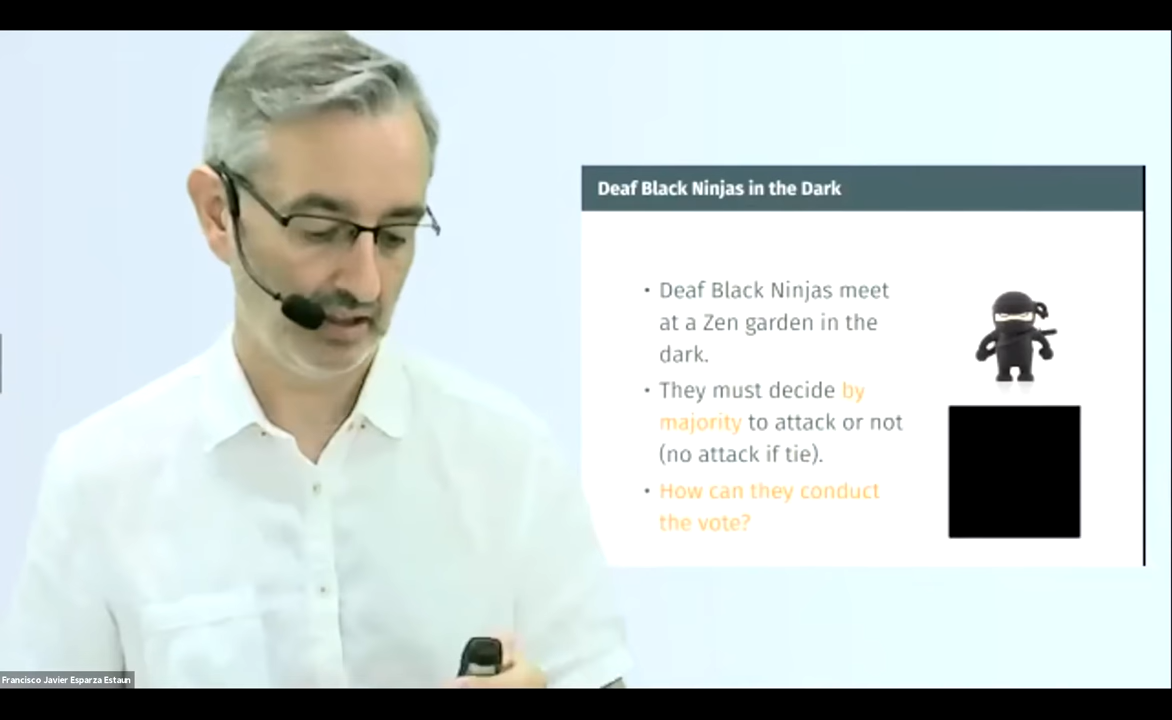 Deaf Black Ninjas in the Dark
• Deaf Black Ninjas meet
at a Zen garden in the
dark.
• They must decide by
majority to attack or not
(no attack if tie).
• How can they conduct
the vote?
Francisco Javier Esparza Estaun